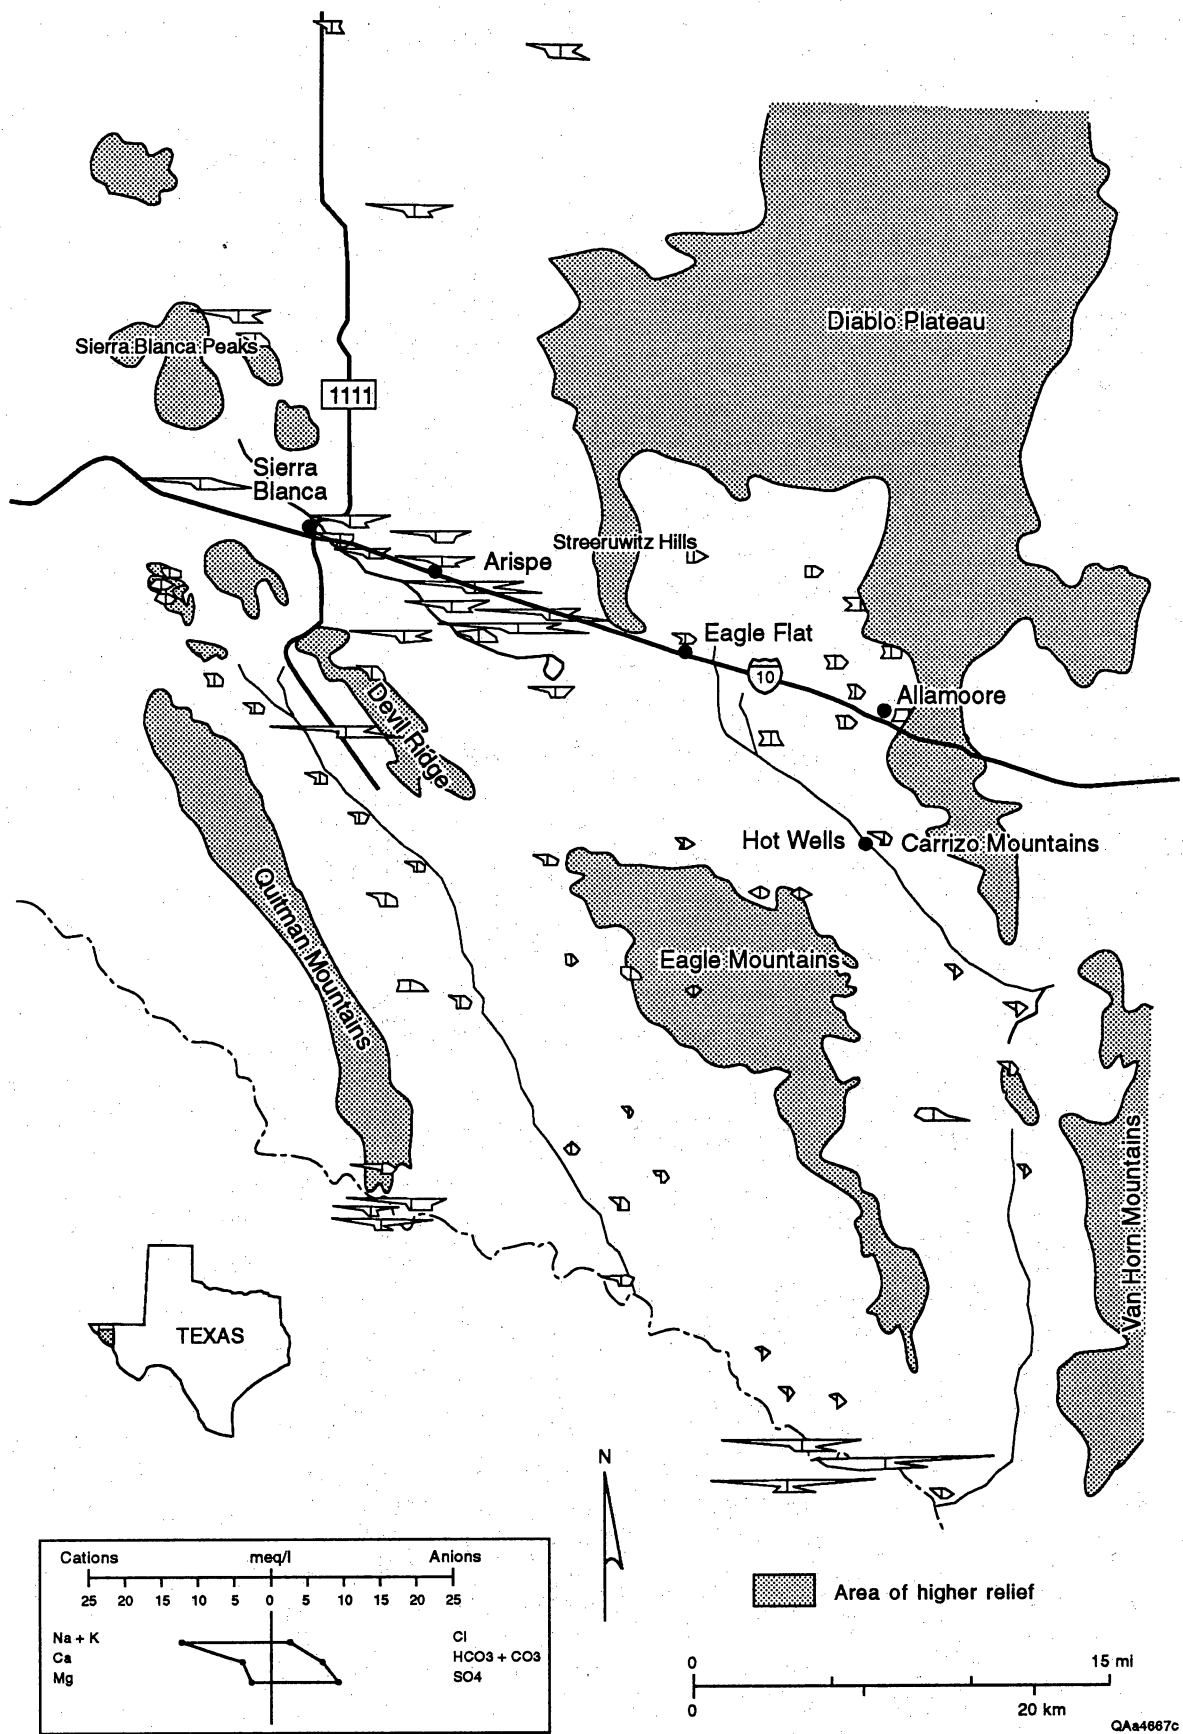 Diablo Plateau
Sierra Blanca Peaks
1111
Sierra
Blanca
Streeruwitz Hills
Arispe
Eagle Flat
10
Allamoore
Devil Ridge
Hot Wells
Carrizo Mountains
Quitman Mountains
Eagle Mountains
Van Horn Mountains
TEXAS
N
Cations meq/l Anions
25 20 15 10 5 0 5 10 15 20 25
Na + K Cl
Ca HCO3 + CO3
Mg SO4
Area of higher relief
0 15 mi
0 20 km
QAa4667c